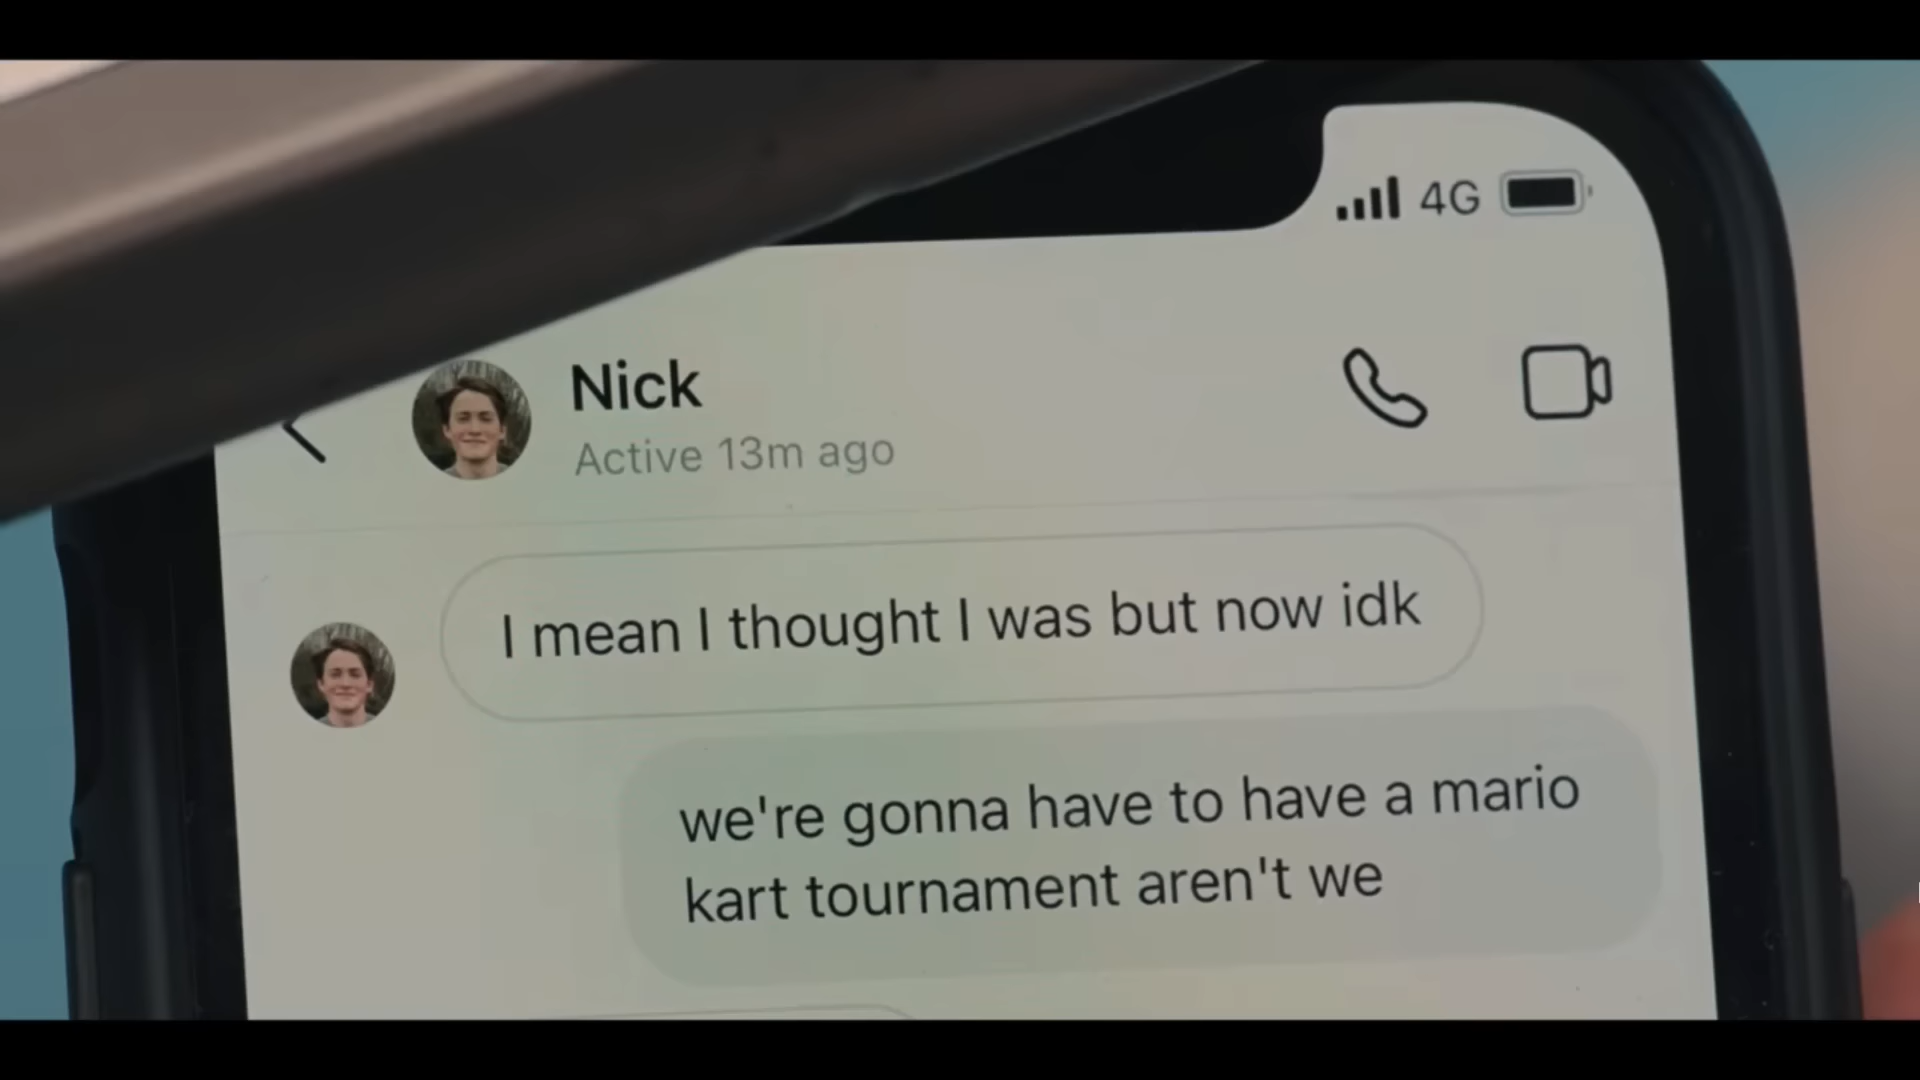 4G
Nick
Active 13m ago
I mean I thought I was but now idk
we're gonna have to have a mario
kart tournament aren't we